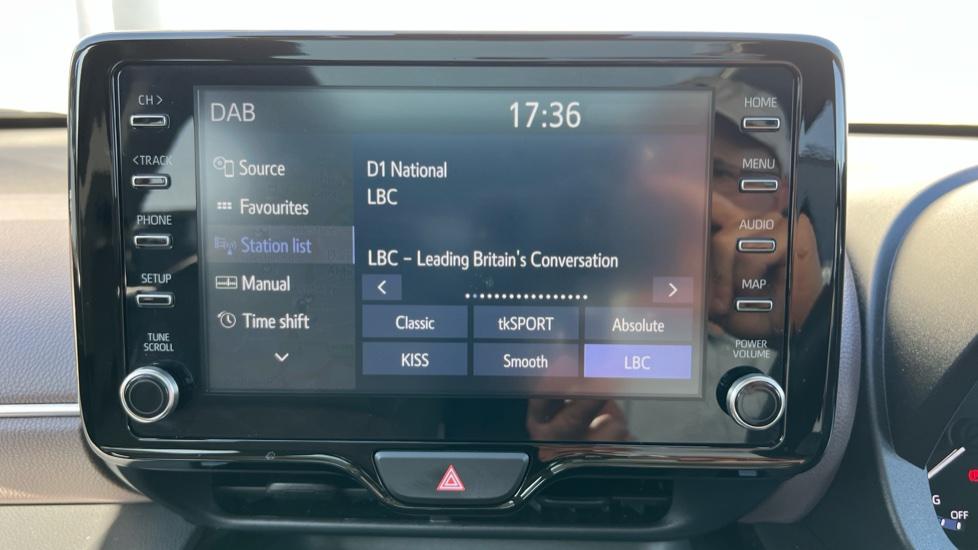 CH >
< TRACK
PHONE
SETUP
TUNE
SCROLL
DAB
17:36
Source
Favourites
Station list
Manual
Time shift
D1 National
LBC
LBC – Leading Britain's Conversation
Classic
tkSPORT
Absolute
KISS
Smooth
LBC
HOME
MENU
AUDIO
MAP
POWER
VOLUME
G
OFF